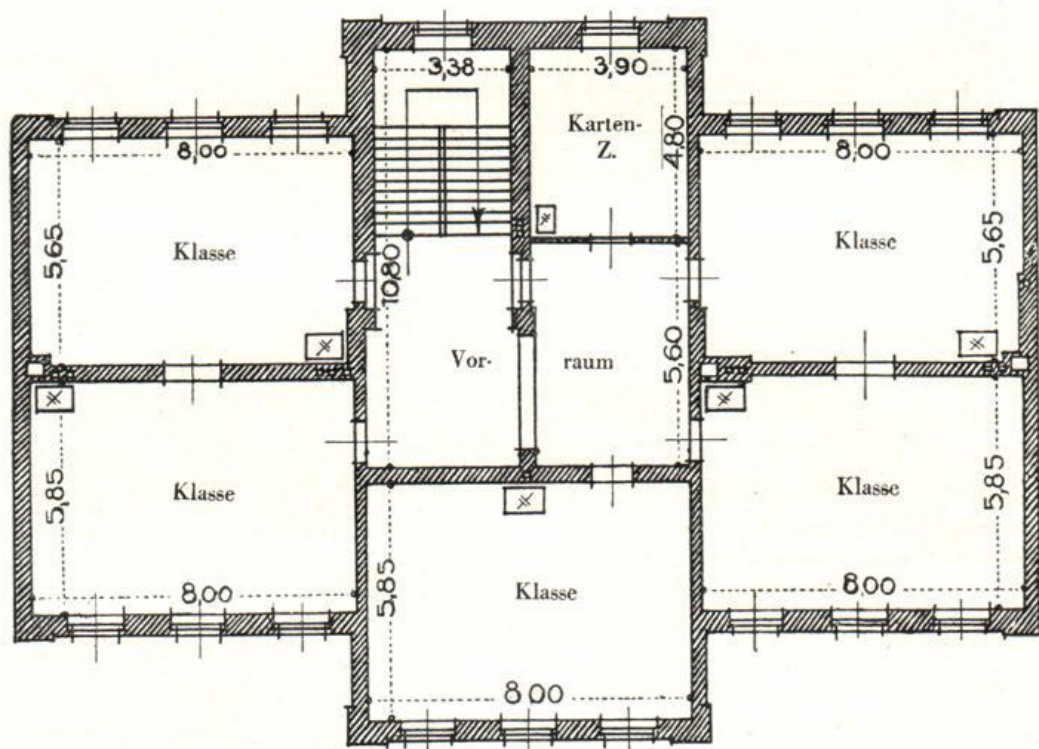 3,38
3,90
Karten-
Z.
4,80
8,00
8,00
5,65
Klasse
10,80
Klasse
5,65
Vor-
raum
5,60
5,85
Klasse
Klasse
5,85
8,00
5,85
Klasse
8,00
8 00